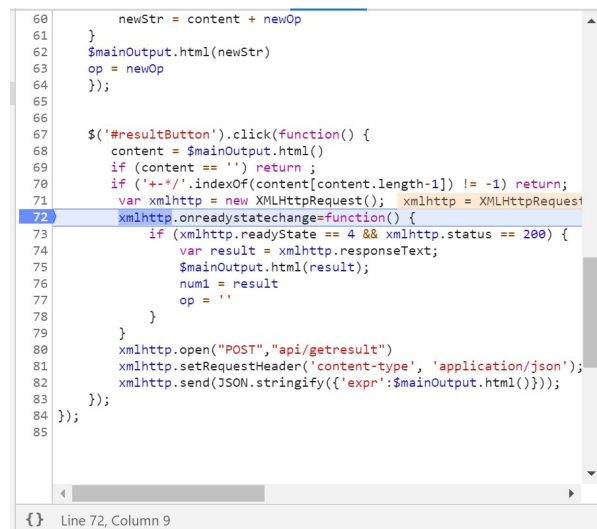 60 newStr = content + newOp
61 }
62 $mainOutput.html(newStr)
63 op = newOp
64 });
65
66
67 $('#resultButton').click(function() {
68 content = $mainOutput.html()
69 if (content == '') return ;
70 if ('+-*/'.indexOf(content[content.length-1]) != -1) return;
71 var xmlhttp = new XMLHttpRequest(); xmlhttp = XMLHttpRequest
72 xmlhttp.onreadystatechange=function() {
73 if (xmlhttp.readyState == 4 && xmlhttp.status == 200) {
74 var result = xmlhttp.responseText;
75 $mainOutput.html(result);
76 num1 = result
77 op = ''
78 }
79 }
80 xmlhttp.open("POST","api/getresult")
81 xmlhttp.setRequestHeader('content-type', 'application/json');
82 xmlhttp.send(JSON.stringify({'expr':$mainOutput.html()}));
83 });
84 });
85
{} Line 72, Column 9